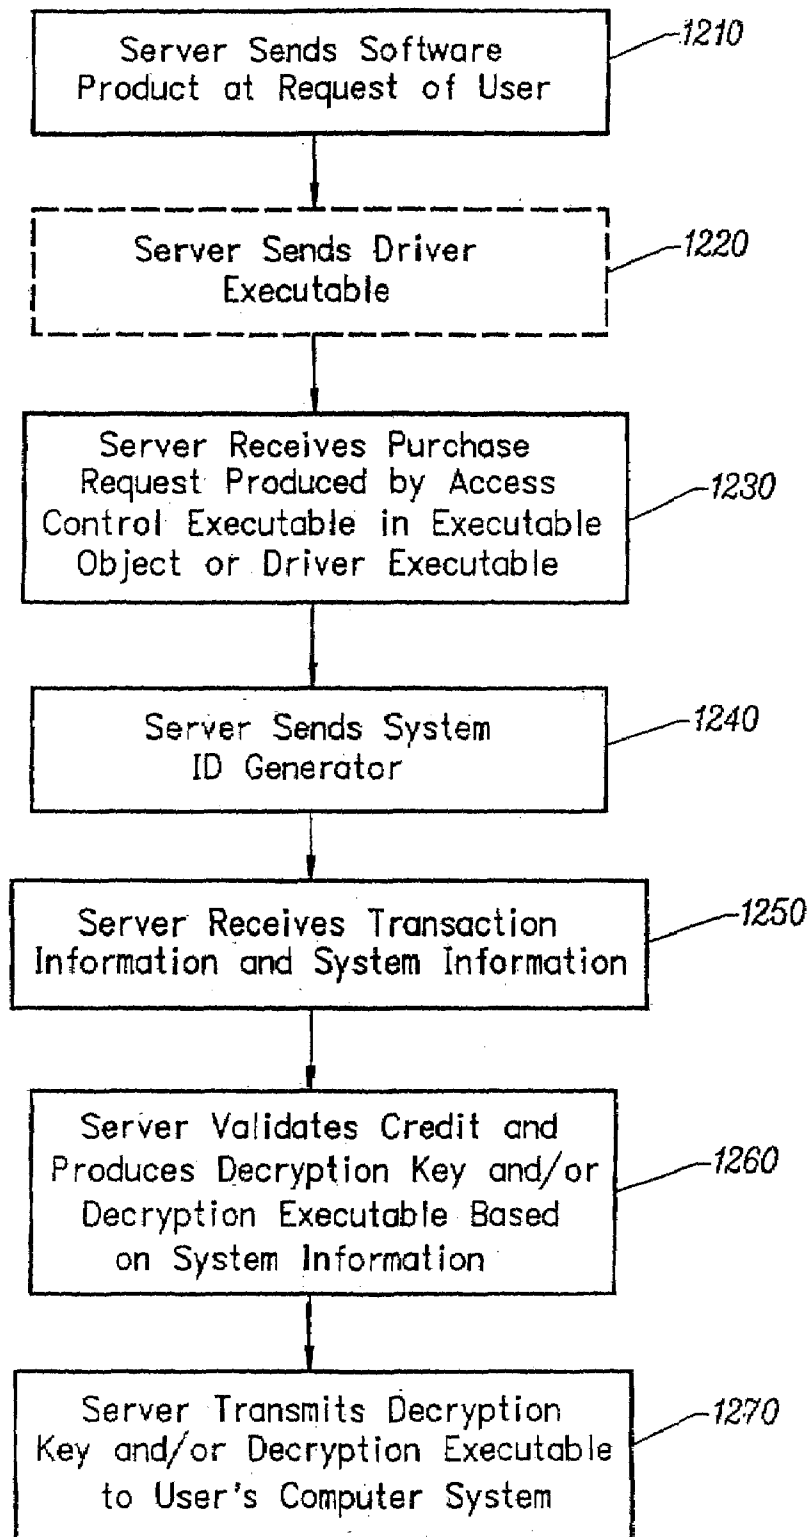 Server Sends Software
Product at Request of User
1210
Server Sends Driver
Executable
1220
Server Receives Purchase
Request Produced by Access
Control Executable in Executable
Object or Driver Executable
1230
Server Sends System
ID Generator
1240
Server Receives Transaction
Information and System Information
1250
Server Validates Credit and
Produces Decryption Key and/or
Decryption Executable Based
on System Information
1260
Server Transmits Decryption
Key and/or Decryption Executable
to User's Computer System
1270